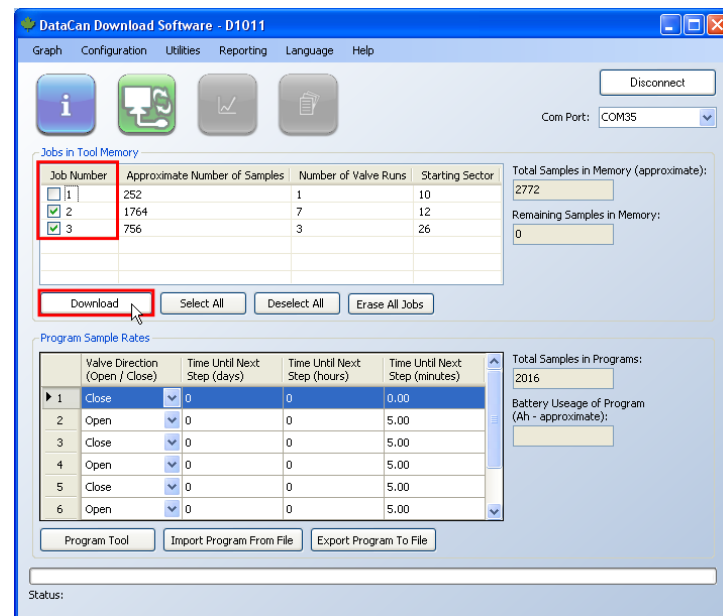 DataCan Download Software - D1011
Graph Configuration Utilities Reporting Language Help
i
Disconnect
Com Port: COM35
Jobs in Tool Memory
Job Number Approximate Number of Samples Number of Valve Runs Starting Sector
1 252 1 10
2 1764 7 12
3 756 3 26
Total Samples in Memory (approximate):
2772
Remaining Samples in Memory:
0
Download Select All Deselect All Erase All Jobs
Program Sample Rates
Valve Direction (Open / Close) Time Until Next Step (days) Time Until Next Step (hours) Time Until Next Step (minutes)
1 Close 0 0 0.00
2 Open 0 0 5.00
3 Close 0 0 5.00
4 Open 0 0 5.00
5 Close 0 0 5.00
6 Open 0 0 5.00
Total Samples in Programs:
2016
Battery Useage of Program
(Ah - approximate):
Program Tool Import Program From File Export Program To File
Status: